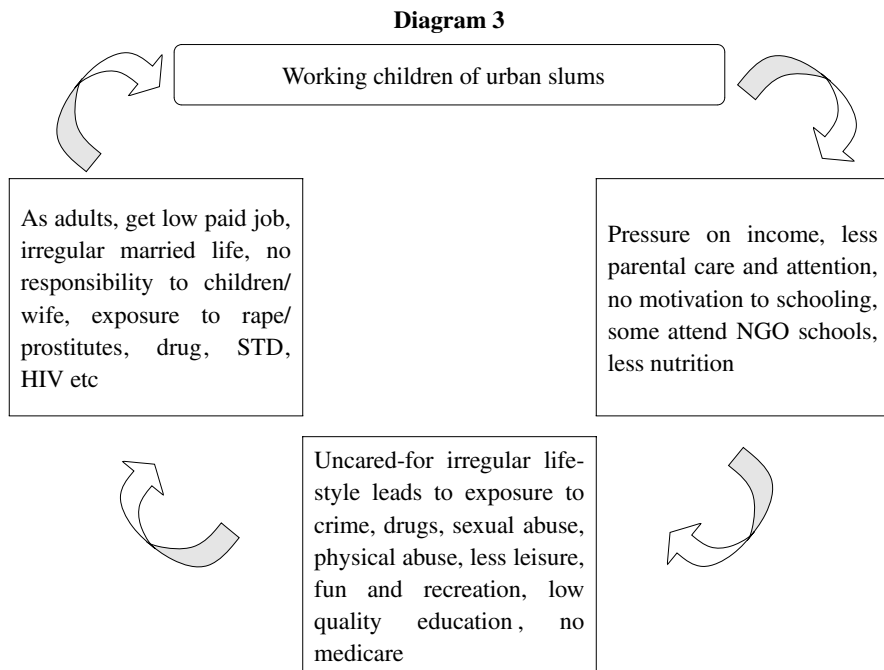 Diagram 3
Working children of urban slums
As adults, get low paid job,
irregular married life, no
responsibility to children/
wife, exposure to rape/
prostitutes, drug, STD,
HIV etc
Pressure on income, less
parental care and attention,
no motivation to schooling,
some attend NGO schools,
less nutrition
Uncared-for irregular life-
style leads to exposure to
crime, drugs, sexual abuse,
physical abuse, less leisure,
fun and recreation, low
quality education , no
medicare